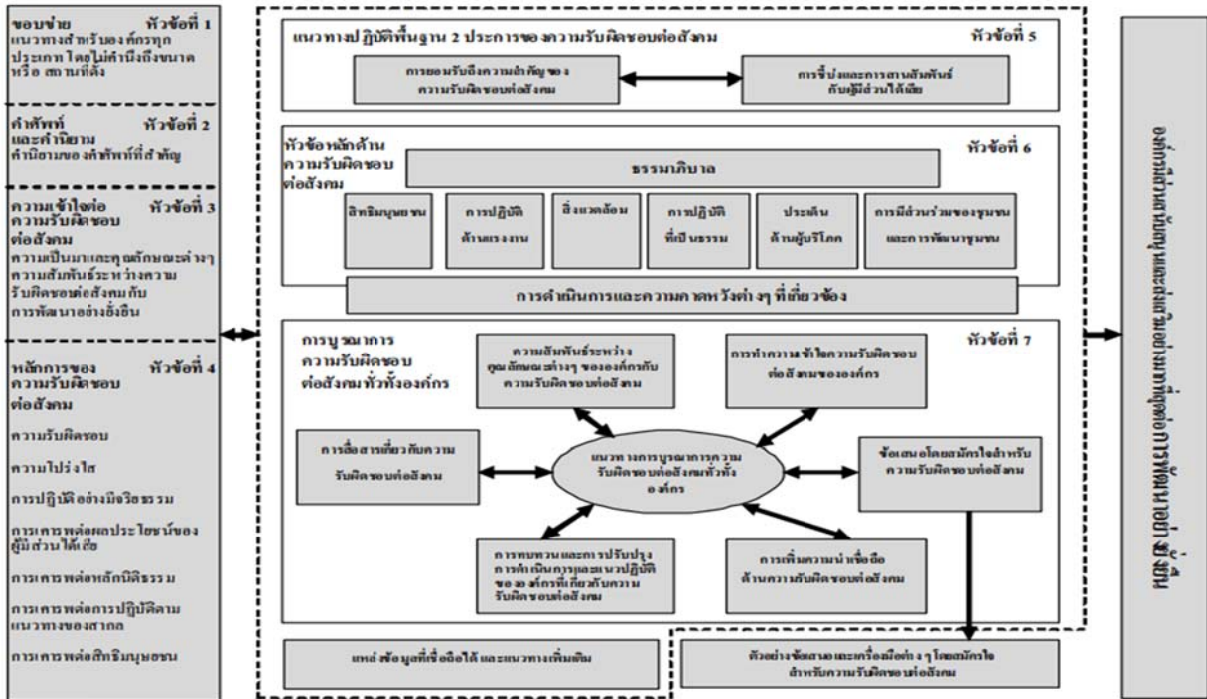 ขอบข่าย หัวข้อที่ 1
แนวทางสำหรับองค์กรทุก
ประเภท โดยไม่คำนึงถึงขนาด
หรือ สถานที่ตั้ง
คำศัพท์ หัวข้อที่ 2
และคำนิยาม
คำนิยามของคำศัพท์ที่สำคัญ
ความเข้าใจต่อ หัวข้อที่ 3
ความรับผิดชอบ
ต่อสังคม
ความเป็นมาและคุณลักษณะต่างๆ
ความสัมพันธ์ระหว่างความ
รับผิดชอบต่อสังคมกับ
การพัฒนาอย่างยั่งยืน
หลักการของ หัวข้อที่ 4
ความรับผิดชอบ
ต่อสังคม
ความรับผิดชอบ
ความโปร่งใส
การปฏิบัติอย่างมีจริยธรรม
การเคารพต่อผลประโยชน์ของ
ผู้มีส่วนได้เสีย
การเคารพต่อหลักนิติธรรม
การเคารพต่อการปฏิบัติตาม
แนวทางของสากล
การเคารพต่อสิทธิมนุษยชน
แนวทางปฏิบัติพื้นฐาน 2 ประการของความรับผิดชอบต่อสังคม หัวข้อที่ 5
การยอมรับถึงความสำคัญของ
ความรับผิดชอบต่อสังคม
การชี้บ่งและการสานสัมพันธ์
กับผู้มีส่วนได้เสีย
หัวข้อหลักด้าน หัวข้อที่ 6
ความรับผิดชอบ
ต่อสังคม
ธรรมาภิบาล
สิทธิมนุษยชน
การปฏิบัติ
ด้านแรงงาน
สิ่งแวดล้อม
การปฏิบัติ
ที่เป็นธรรม
ประเด็น
ด้านผู้บริโภค
การมีส่วนร่วมของชุมชน
และการพัฒนาชุมชน
การดำเนินการและความคาดหวังต่างๆ ที่เกี่ยวข้อง
การบูรณาการ หัวข้อที่ 7
ความรับผิดชอบ
ต่อสังคมทั่วทั้งองค์กร
ความสัมพันธ์ระหว่าง
คุณลักษณะต่างๆ ขององค์กรกับ
ความรับผิดชอบต่อสังคม
การทำความเข้าใจความรับผิดชอบ
ต่อสังคมขององค์กร
การสื่อสารเกี่ยวกับความ
รับผิดชอบต่อสังคม
แนวทางการบูรณาการความ
รับผิดชอบต่อสังคมทั่วทั้ง
องค์กร
ข้อเสนอโดยสมัครใจสำหรับ
ความรับผิดชอบต่อสังคม
การทบทวนและการปรับปรุง
การดำเนินการและแนวปฏิบัติ
ขององค์กรที่เกี่ยวกับความ
รับผิดชอบต่อสังคม
การเพิ่มความน่าเชื่อถือ
ด้านความรับผิดชอบต่อสังคม
แหล่งข้อมูลที่เชื่อถือได้ และแนวทางเพิ่มเติม
ตัวอย่างข้อเสนอและเครื่องมือต่างๆ โดยสมัครใจ
สำหรับความรับผิดชอบต่อสังคม
องค์กรมีส่วนสนับสนุนและส่งเสริมอย่างมากที่สุดต่อการพัฒนาอย่างยั่งยืน